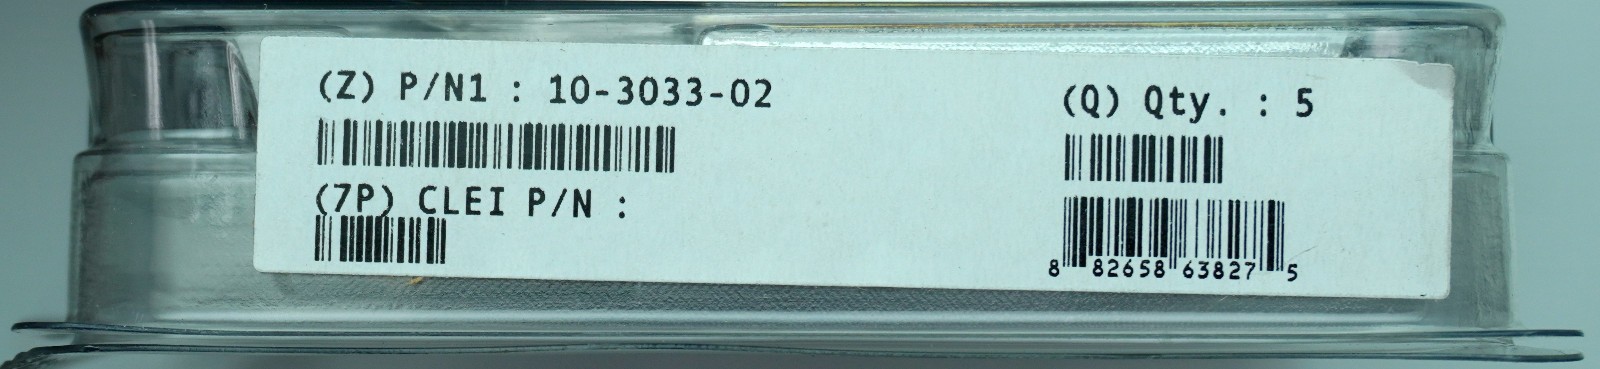 (Z) P/N1 : 10-3033-02
(Q) Qty. : 5
(7P) CLEI P/N :
8 82658 63827 5